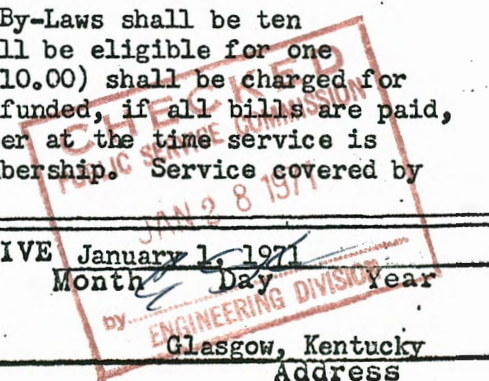 By-Laws shall be ten
ll be eligible for one
10.00) shall be charged for
funded, if all bills are paid,
er at the time service is
bership. Service covered by
CHECKED
PUBLIC SERVICE COMMISSION
JAN 28 1971
by
ENGINEERING DIVISION
IVE January 1, 1971
Month Day Year
Glasgow, Kentucky
Address